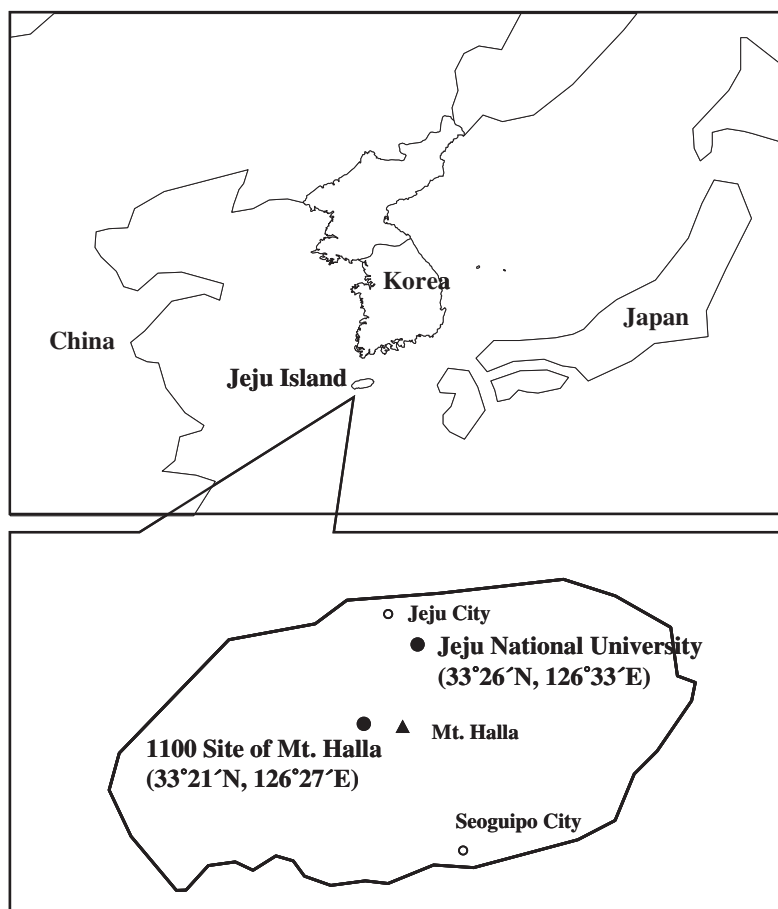 Korea
Japan
China
Jeju Island
Jeju City
Jeju National University
(33°26´N, 126°33´E)
Mt. Halla
1100 Site of Mt. Halla
(33°21´N, 126°27´E)
Seoguipo City